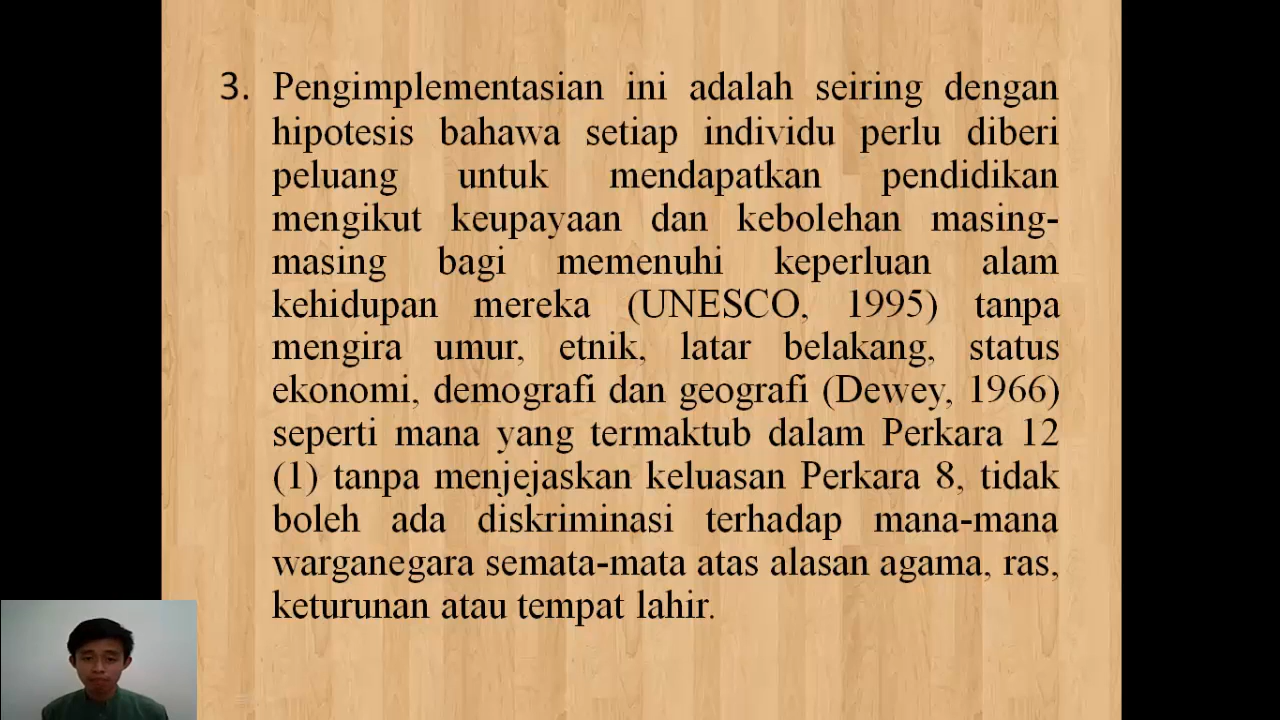 3. Pengimplementasian ini adalah seiring dengan
hipotesis bahawa setiap individu perlu diberi
peluang untuk mendapatkan pendidikan
mengikut keupayaan dan kebolehan masing-
masing bagi memenuhi keperluan alam
kehidupan mereka (UNESCO, 1995) tanpa
mengira umur, etnik, latar belakang, status
ekonomi, demografi dan geografi (Dewey, 1966)
seperti mana yang termaktub dalam Perkara 12
(1) tanpa menjejaskan keluasan Perkara 8, tidak
boleh ada diskriminasi terhadap mana-mana
warganegara semata-mata atas alasan agama, ras,
keturunan atau tempat lahir.